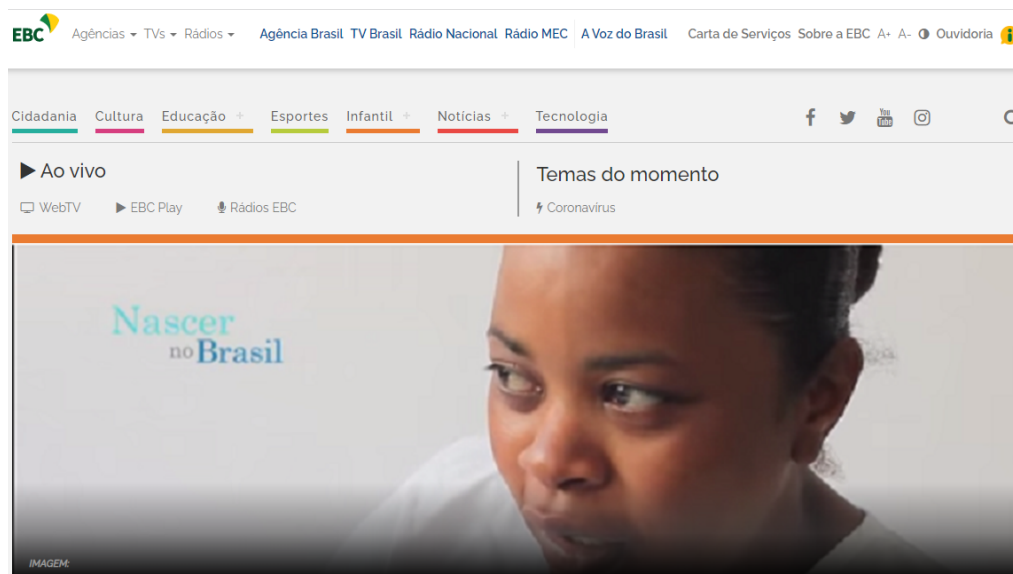 EBC Agências TVs Rádios Agência Brasil TV Brasil Rádio Nacional Rádio MEC A Voz do Brasil Carta de Serviços Sobre a EBC A+ A- Ouvidoria i
Cidadania Cultura Educação + Esportes Infantil + Notícias + Tecnologia You Tube
Ao vivo
WebTV EBC Play Rádios EBC
Temas do momento
Coronavírus
Nascer
no Brasil
IMAGEM: